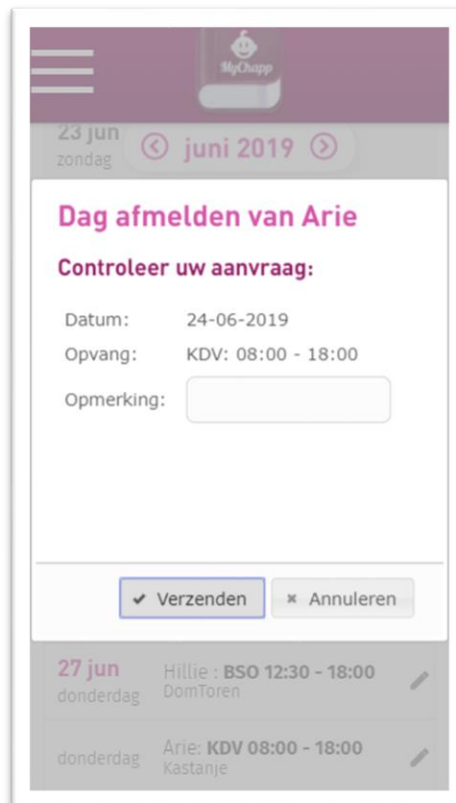 MyChapp
23 jun
zondag
juni 2019
Dag afmelden van Arie
Controleer uw aanvraag:
Datum: 24-06-2019
Opvang: KDV: 08:00 - 18:00
Opmerking:
Verzenden Annuleren
27 jun
donderdag
Hillie : BSO 12:30 - 18:00
DomToren
donderdag
Arie: KDV 08:00 - 18:00
Kastanje